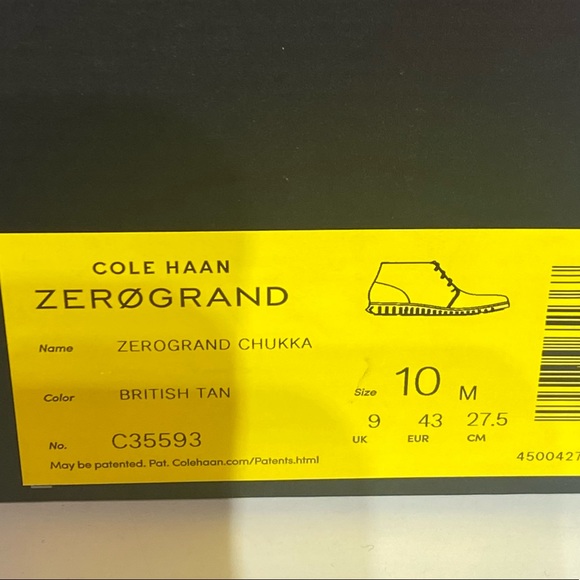 COLE HAAN
ZERØGRAND
Name ZEROGRAND CHUKKA
Color BRITISH TAN
Size 10 M
9 43 27.5
UK EUR CM
No. C35593
May be patented. Pat. Colehaan.com/Patents.html
4500427